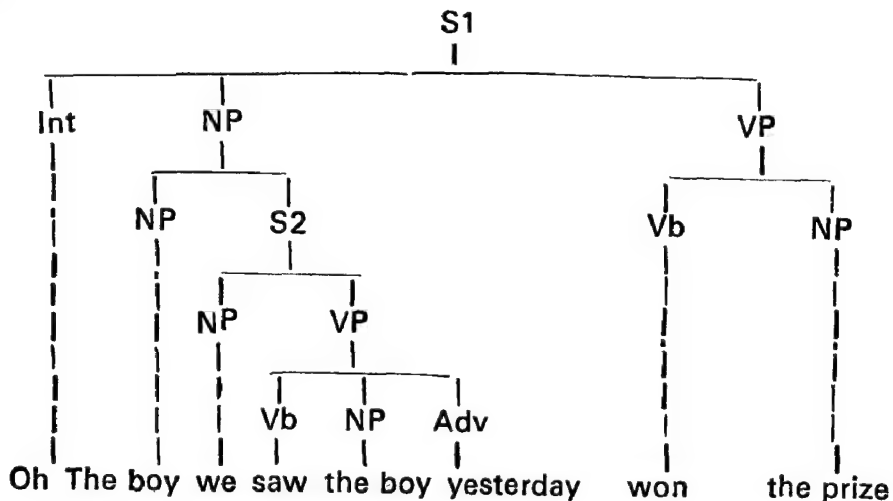 S1
Int NP VP
NP S2 Vb NP
NP VP
Vb NP Adv
Oh The boy we saw the boy yesterday won the prize